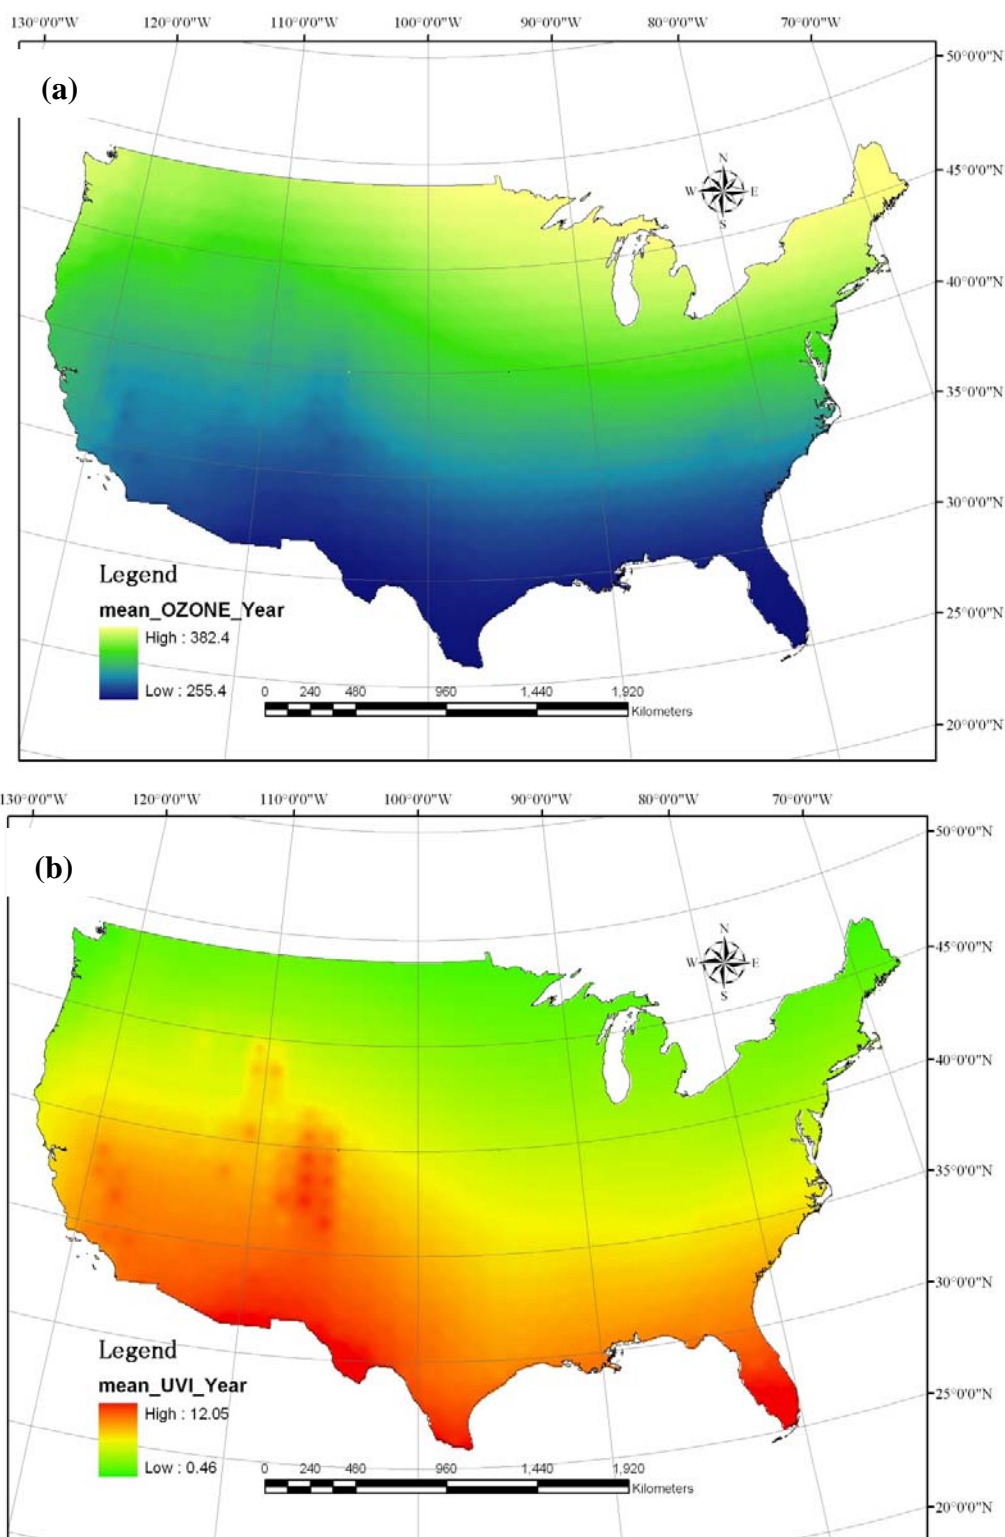 130°0'0"W 120°0'0"W 110°0'0"W 100°0'0"W 90°0'0"W 80°0'0"W 70°0'0"W
50°0'0"N
(a)
45°0'0"N
N
W E
S
40°0'0"N
35°0'0"N
30°0'0"N
Legend
mean_OZONE_Year
25°0'0"N
High : 382.4
Low : 255.4
0 240 480 960 1,440 1,920
Kilometers
20°0'0"N
130°0'0"W 120°0'0"W 110°0'0"W 100°0'0"W 90°0'0"W 80°0'0"W 70°0'0"W
50°0'0"N
(b)
45°0'0"N
N
W E
S
40°0'0"N
35°0'0"N
30°0'0"N
Legend
mean_UVI_Year
25°0'0"N
High : 12.05
Low : 0.46
0 240 480 960 1,440 1,920
Kilometers
20°0'0"N